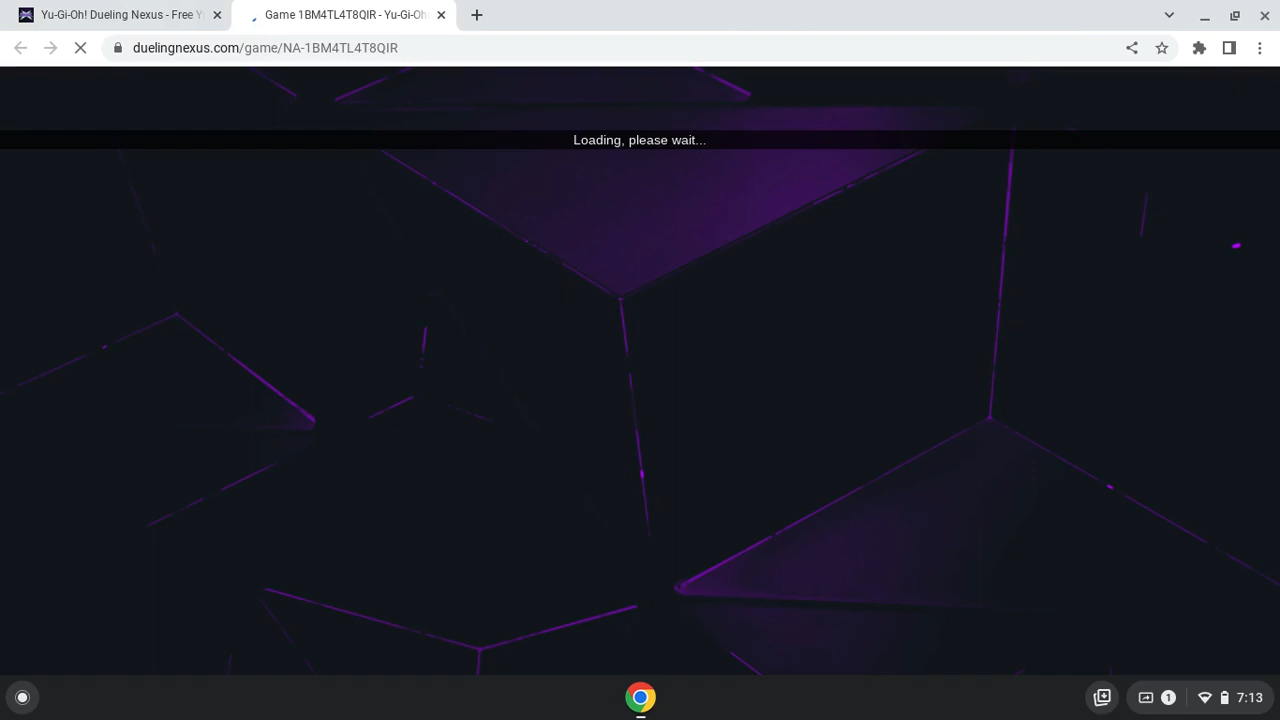 Yu-Gi-Oh! Dueling Nexus - Free Y
Game 1BM4TL4T8QIR - Yu-Gi-Oh
duelingnexus.com/game/NA-1BM4TL4T8QIR
Loading, please wait...
1
7:13